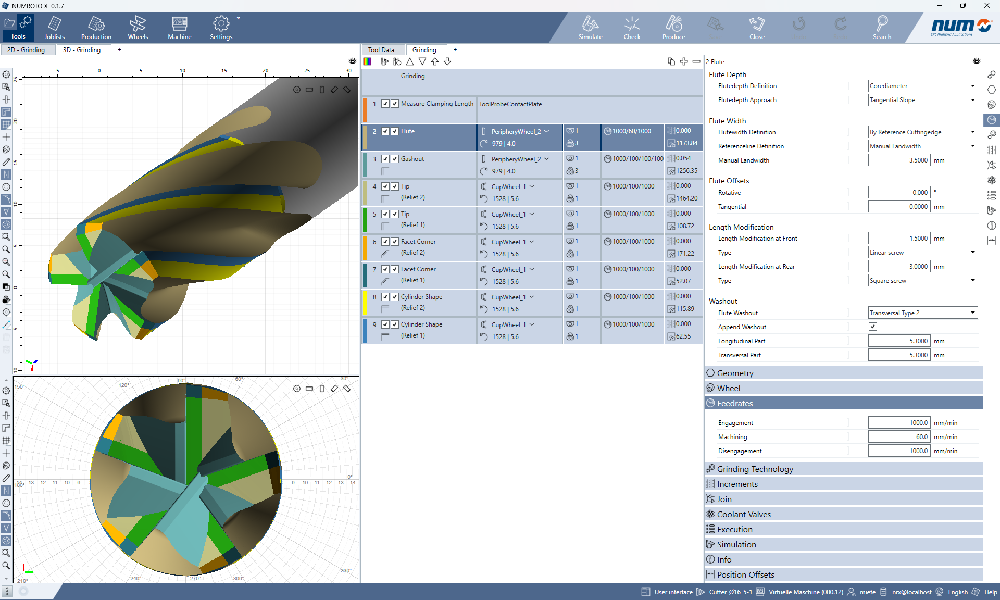 NUMROTO X 0.1.7
Tools
Joblists
Production
Wheels
Machine
Settings
*
Simulate
Check
Produce
Close
Search
num
CNC HighEnd Applications
2D - Grinding
3D - Grinding
+
Tool Data
Grinding
+
5 0 5 10 15 20 25 30
25
20
15
10
5
0
5
10
Grinding
1 Measure Clamping Length ToolProbeContactPlate
2 Flute PeripheryWheel_2 1 1000/60/1000 0.000
979 | 4.0 3 1173.84
3 Gashout PeripheryWheel_2 1 1000/100/100/100 0.054
979 | 4.0 3 1256.35
4 Tip CupWheel_1 1 1000/100/1000 0.000
(Relief 2) 1528 | 5.6 1 1464.20
5 Tip CupWheel_1 1 1000/100/1000 0.000
(Relief 1) 1528 | 5.6 1 108.72
6 Facet Corner CupWheel_1 1 1000/100/1000 0.000
(Relief 2) 1528 | 5.6 1 171.22
7 Facet Corner CupWheel_1 1 1000/100/1000 0.000
(Relief 1) 1528 | 5.6 1 52.07
8 Cylinder Shape CupWheel_1 1 1000/100/1000 0.000
(Relief 2) 1528 | 5.6 1 115.89
9 Cylinder Shape CupWheel_1 1 1000/100/1000 0.000
(Relief 1) 1528 | 5.6 1 62.55
2 Flute
Flute Depth
Flutedepth Definition Corediameter
Flutedepth Approach Tangential Slope
Flute Width
Flutewidth Definition By Reference Cuttingedge
Referenceline Definition Manual Landwidth
Manual Landwidth 3.5000 mm
Flute Offsets
Rotative 0.000 °
Tangential 0.0000 mm
Length Modification
Length Modification at Front 1.5000 mm
Type Linear screw
Length Modification at Rear 3.0000 mm
Type Square screw
Washout
Flute Washout Transversal Type 2
Append Washout
Longitudinal Part 5.3000 mm
Transversal Part 5.3000 mm
Geometry
Wheel
Feedrates
Engagement 1000.0 mm/min
Machining 60.0 mm/min
Disengagement 1000.0 mm/min
Grinding Technology
Increments
Join
Coolant Valves
Execution
Simulation
Info
Position Offsets
150° 120° 90° 60° 30°
14 13 12 11 10 9 9 10 11 12 13 14
180° 0°
210° 240° 270° 300° 330°
User interface Cutter_Ø16_5-1 Virtuelle Maschine (000.12) miete nrx@localhost English Help